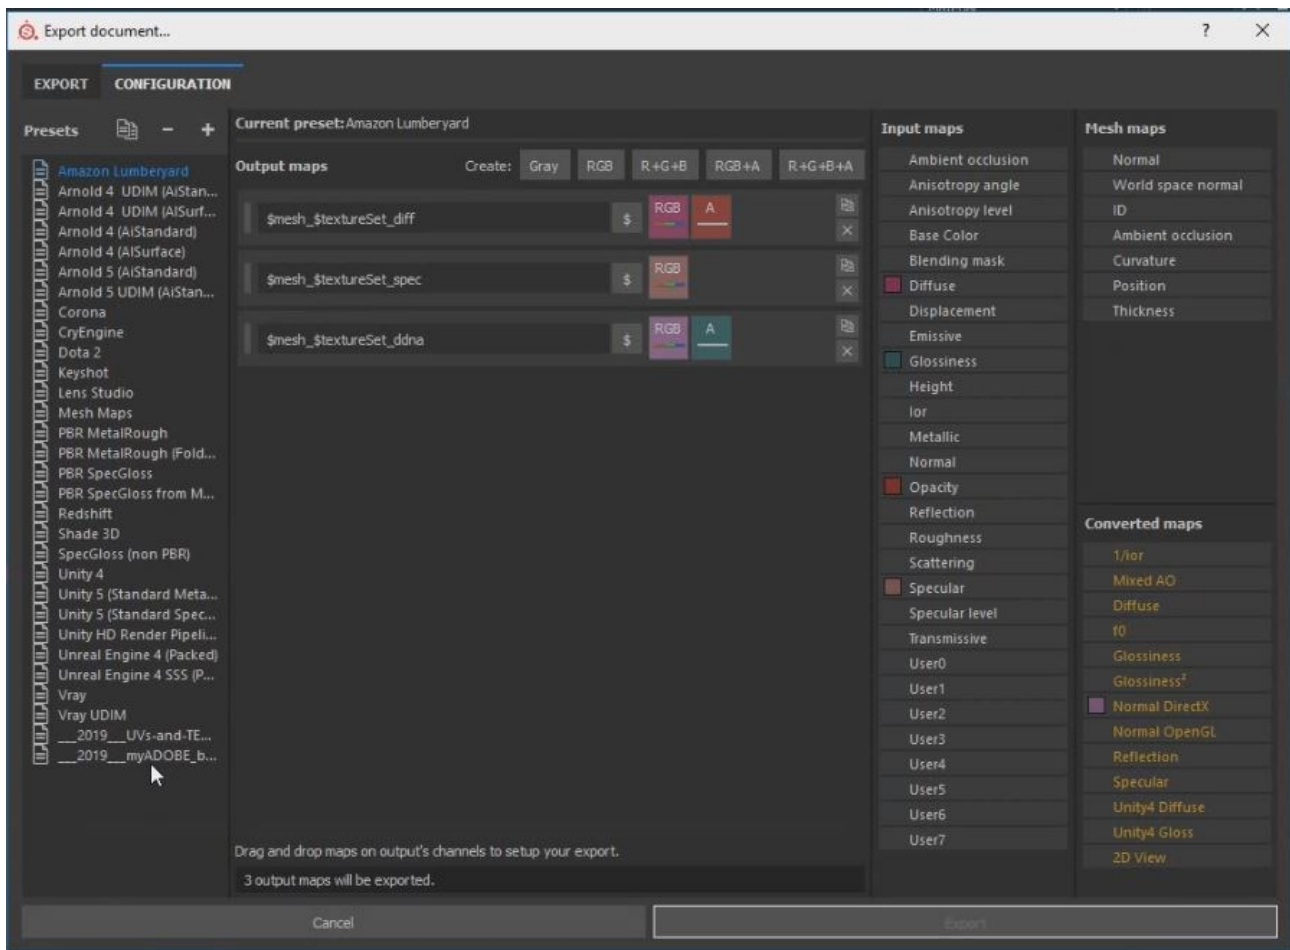 Export document...
?
EXPORT
CONFIGURATION
Presets
Amazon Lumberyard
Arnold 4 UDIM (AiStan...
Arnold 4 UDIM (AlSurf...
Arnold 4 (AiStandard)
Arnold 4 (AlSurface)
Arnold 5 (AiStandard)
Arnold 5 UDIM (AiStan...
Corona
CryEngine
Dota 2
Keyshot
Lens Studio
Mesh Maps
PBR MetalRough
PBR MetalRough (Fold...
PBR SpecGloss
PBR SpecGloss from M...
Redshift
Shade 3D
SpecGloss (non PBR)
Unity 4
Unity 5 (Standard Meta...
Unity 5 (Standard Spec...
Unity HD Render Pipeli...
Unreal Engine 4 (Packed)
Unreal Engine 4 SSS (P...
Vray
Vray UDIM
___2019___UVs-and-TE...
___2019___myADOBE_b...
Current preset:Amazon Lumberyard
Output maps
Create: Gray RGB R+G+B RGB+A R+G+B+A
$mesh_$textureSet_diff $ RGB A
$mesh_$textureSet_spec $ RGB
$mesh_$textureSet_ddna $ RGB A
Drag and drop maps on output's channels to setup your export.
3 output maps will be exported.
Input maps
Ambient occlusion
Anisotropy angle
Anisotropy level
Base Color
Blending mask
Diffuse
Displacement
Emissive
Glossiness
Height
Ior
Metallic
Normal
Opacity
Reflection
Roughness
Scattering
Specular
Specular level
Transmissive
User0
User1
User2
User3
User4
User5
User6
User7
Mesh maps
Normal
World space normal
ID
Ambient occlusion
Curvature
Position
Thickness
Converted maps
1/ior
Mixed AO
Diffuse
f0
Glossiness
Glossiness²
Normal DirectX
Normal OpenGL
Reflection
Specular
Unity4 Diffuse
Unity4 Gloss
2D View
Cancel
Export